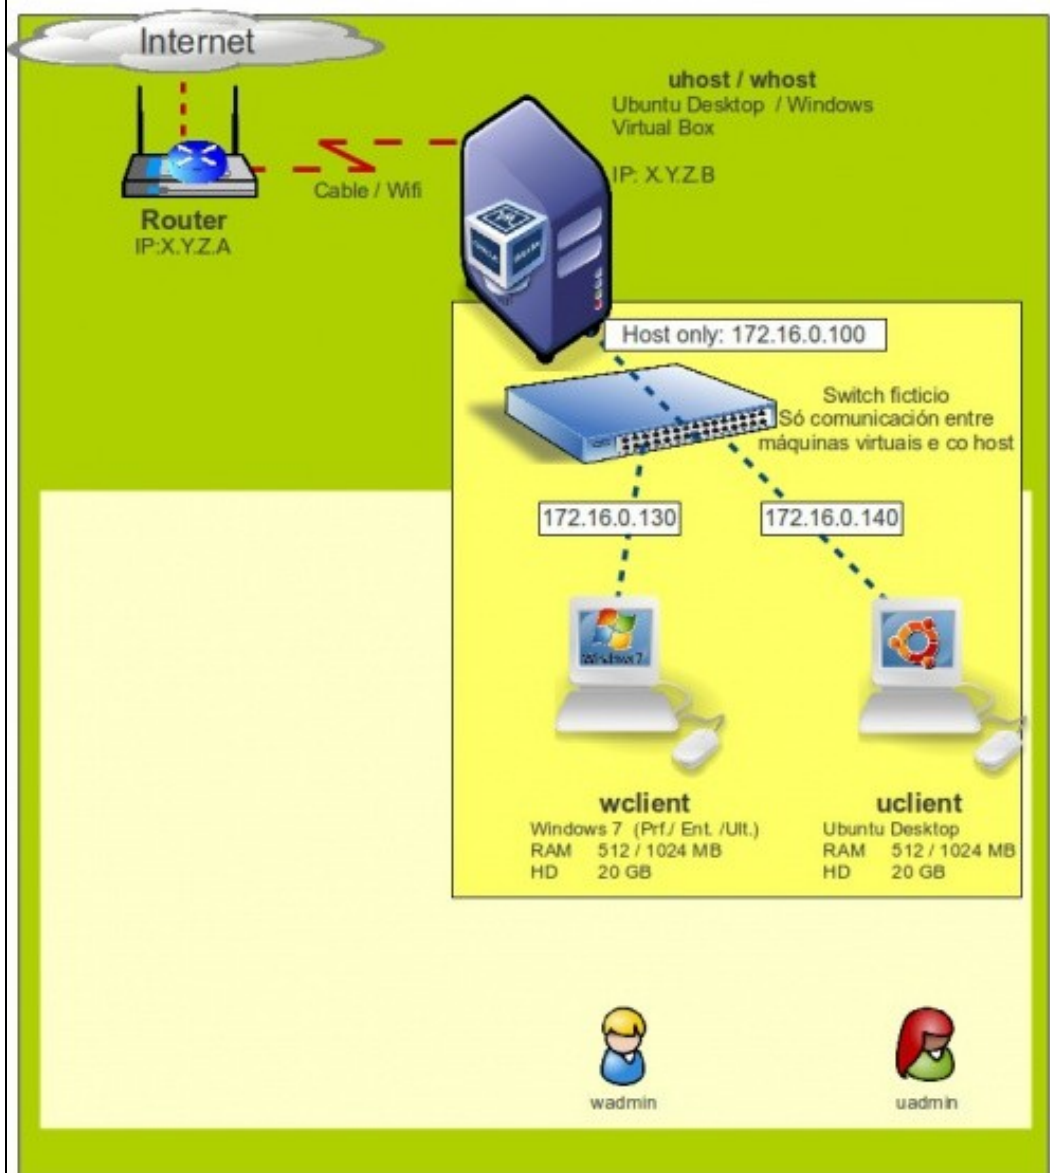 Internet
uhost / whost
Ubuntu Desktop / Windows
Virtual Box
IP: X.Y.Z.B
Cable / Wifi
Router
IP:X.Y.Z.A
Host only: 172.16.0.100
Switch ficticio
Só comunicación entre
máquinas virtuais e co host
172.16.0.130
172.16.0.140
Windows 7
wclient
Windows 7 (Prf./ Ent. /Ult.)
RAM 512 / 1024 MB
HD 20 GB
uclient
Ubuntu Desktop
RAM 512 / 1024 MB
HD 20 GB
wadmin
uadmin